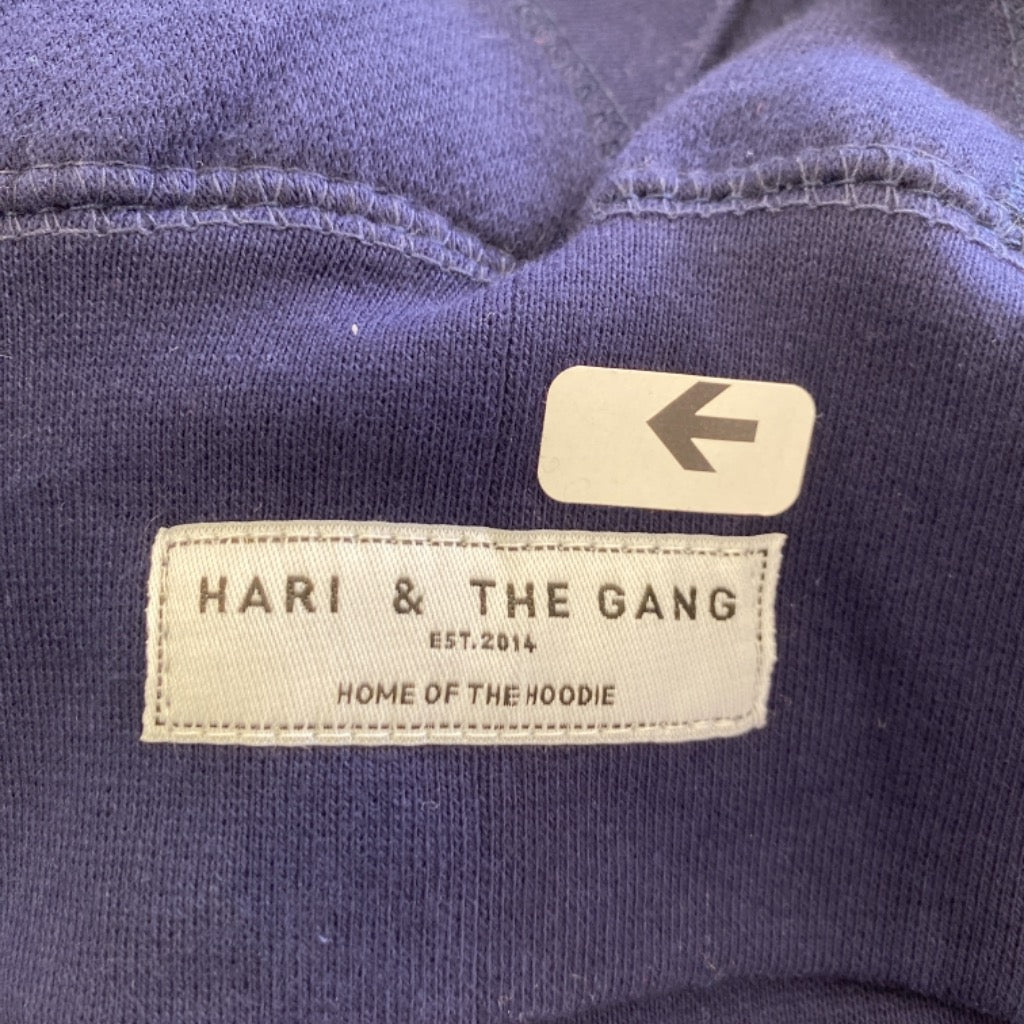 HARI & THE GANG
EST.2014
HOME OF THE HOODIE